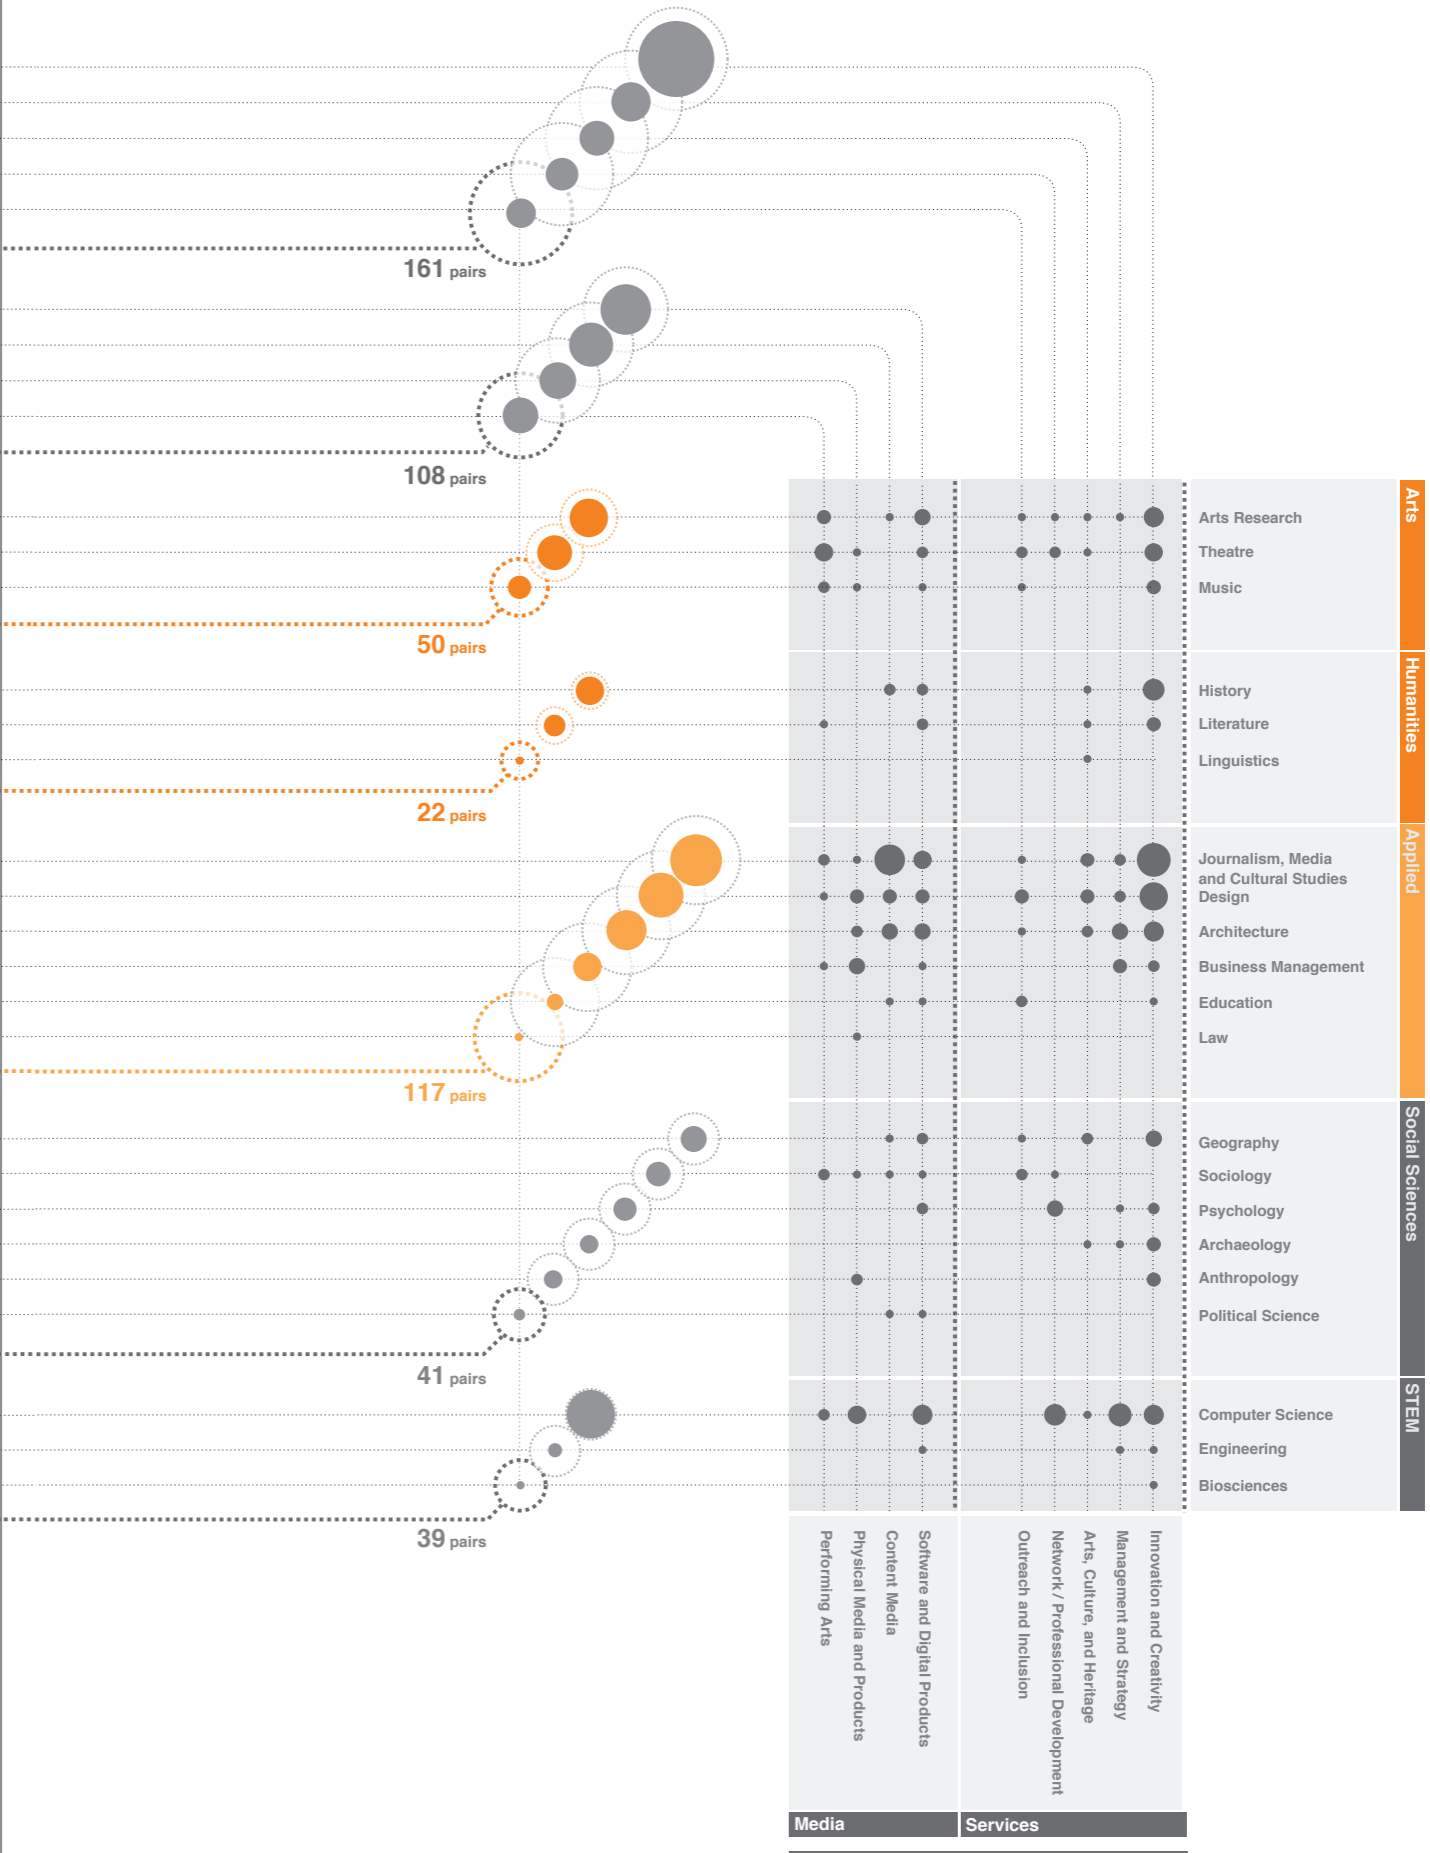 161 pairs
108 pairs
50 pairs
22 pairs
117 pairs
41 pairs
39 pairs
Arts
Arts Research
Theatre
Music
Humanities
History
Literature
Linguistics
Applied
Journalism, Media
and Cultural Studies
Design
Architecture
Business Management
Education
Law
Social Sciences
Geography
Sociology
Psychology
Archaeology
Anthropology
Political Science
STEM
Computer Science
Engineering
Biosciences
Performing Arts
Physical Media and Products
Content Media
Software and Digital Products
Outreach and Inclusion
Network / Professional Development
Arts, Culture, and Heritage
Management and Strategy
Innovation and Creativity
Media
Services